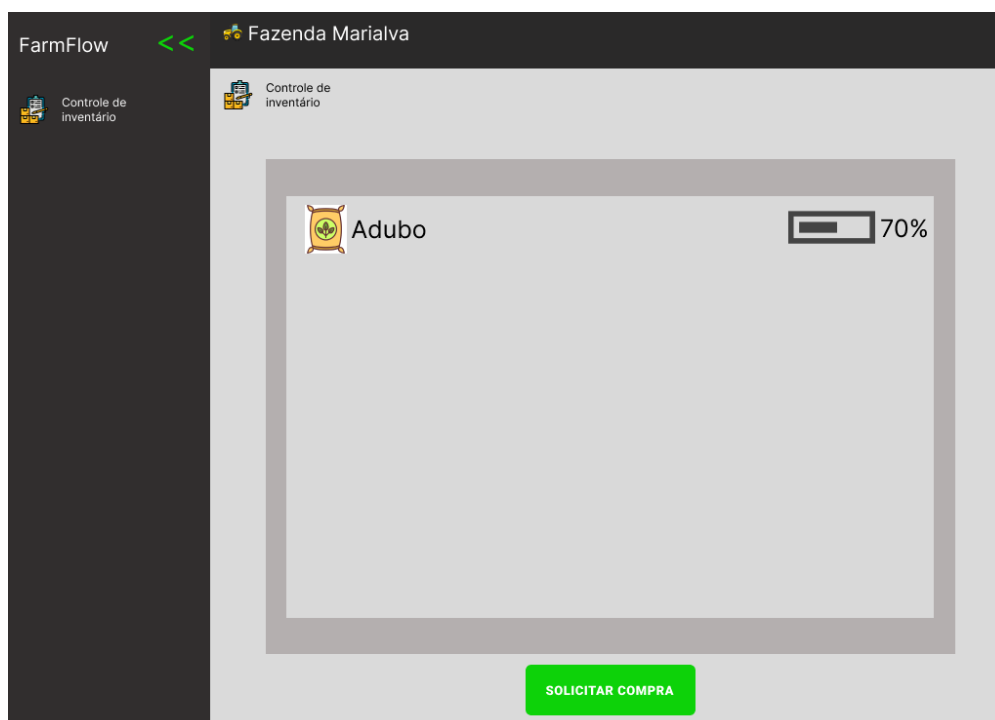 FarmFlow <<
Fazenda Marialva
Controle de
inventário
Controle de
inventário
Adubo 70%
SOLICITAR COMPRA